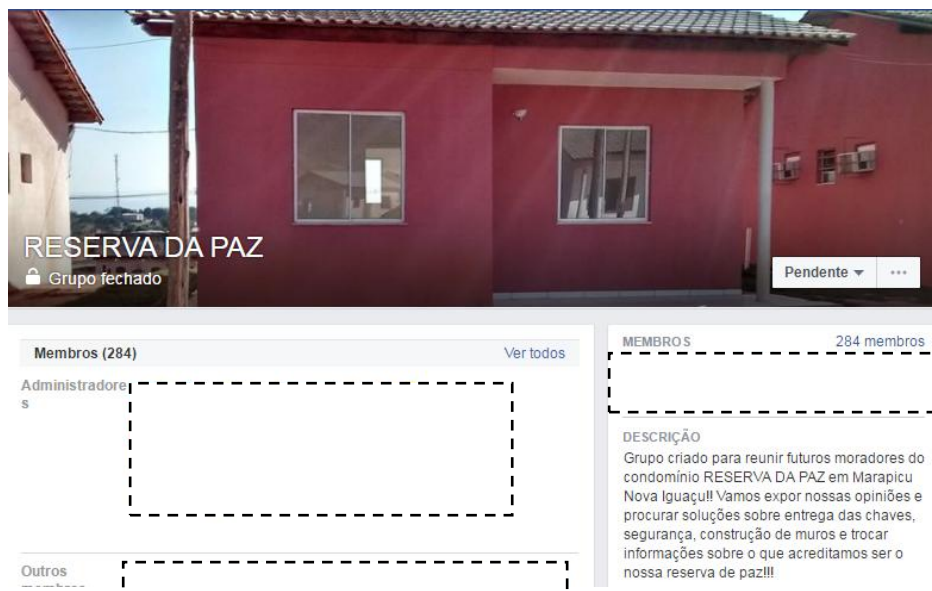 RESERVA DA PAZ
Grupo fechado
Pendente
Membros (284)
Ver todos
Administradore
s
Outros
MEMBROS
284 membros
DESCRIÇÃO
Grupo criado para reunir futuros moradores do
condomínio RESERVA DA PAZ em Marapicu
Nova Iguaçu!! Vamos expor nossas opiniões e
procurar soluções sobre entrega das chaves,
segurança, construção de muros e trocar
informações sobre o que acreditamos ser o
nossa reserva de paz!!!